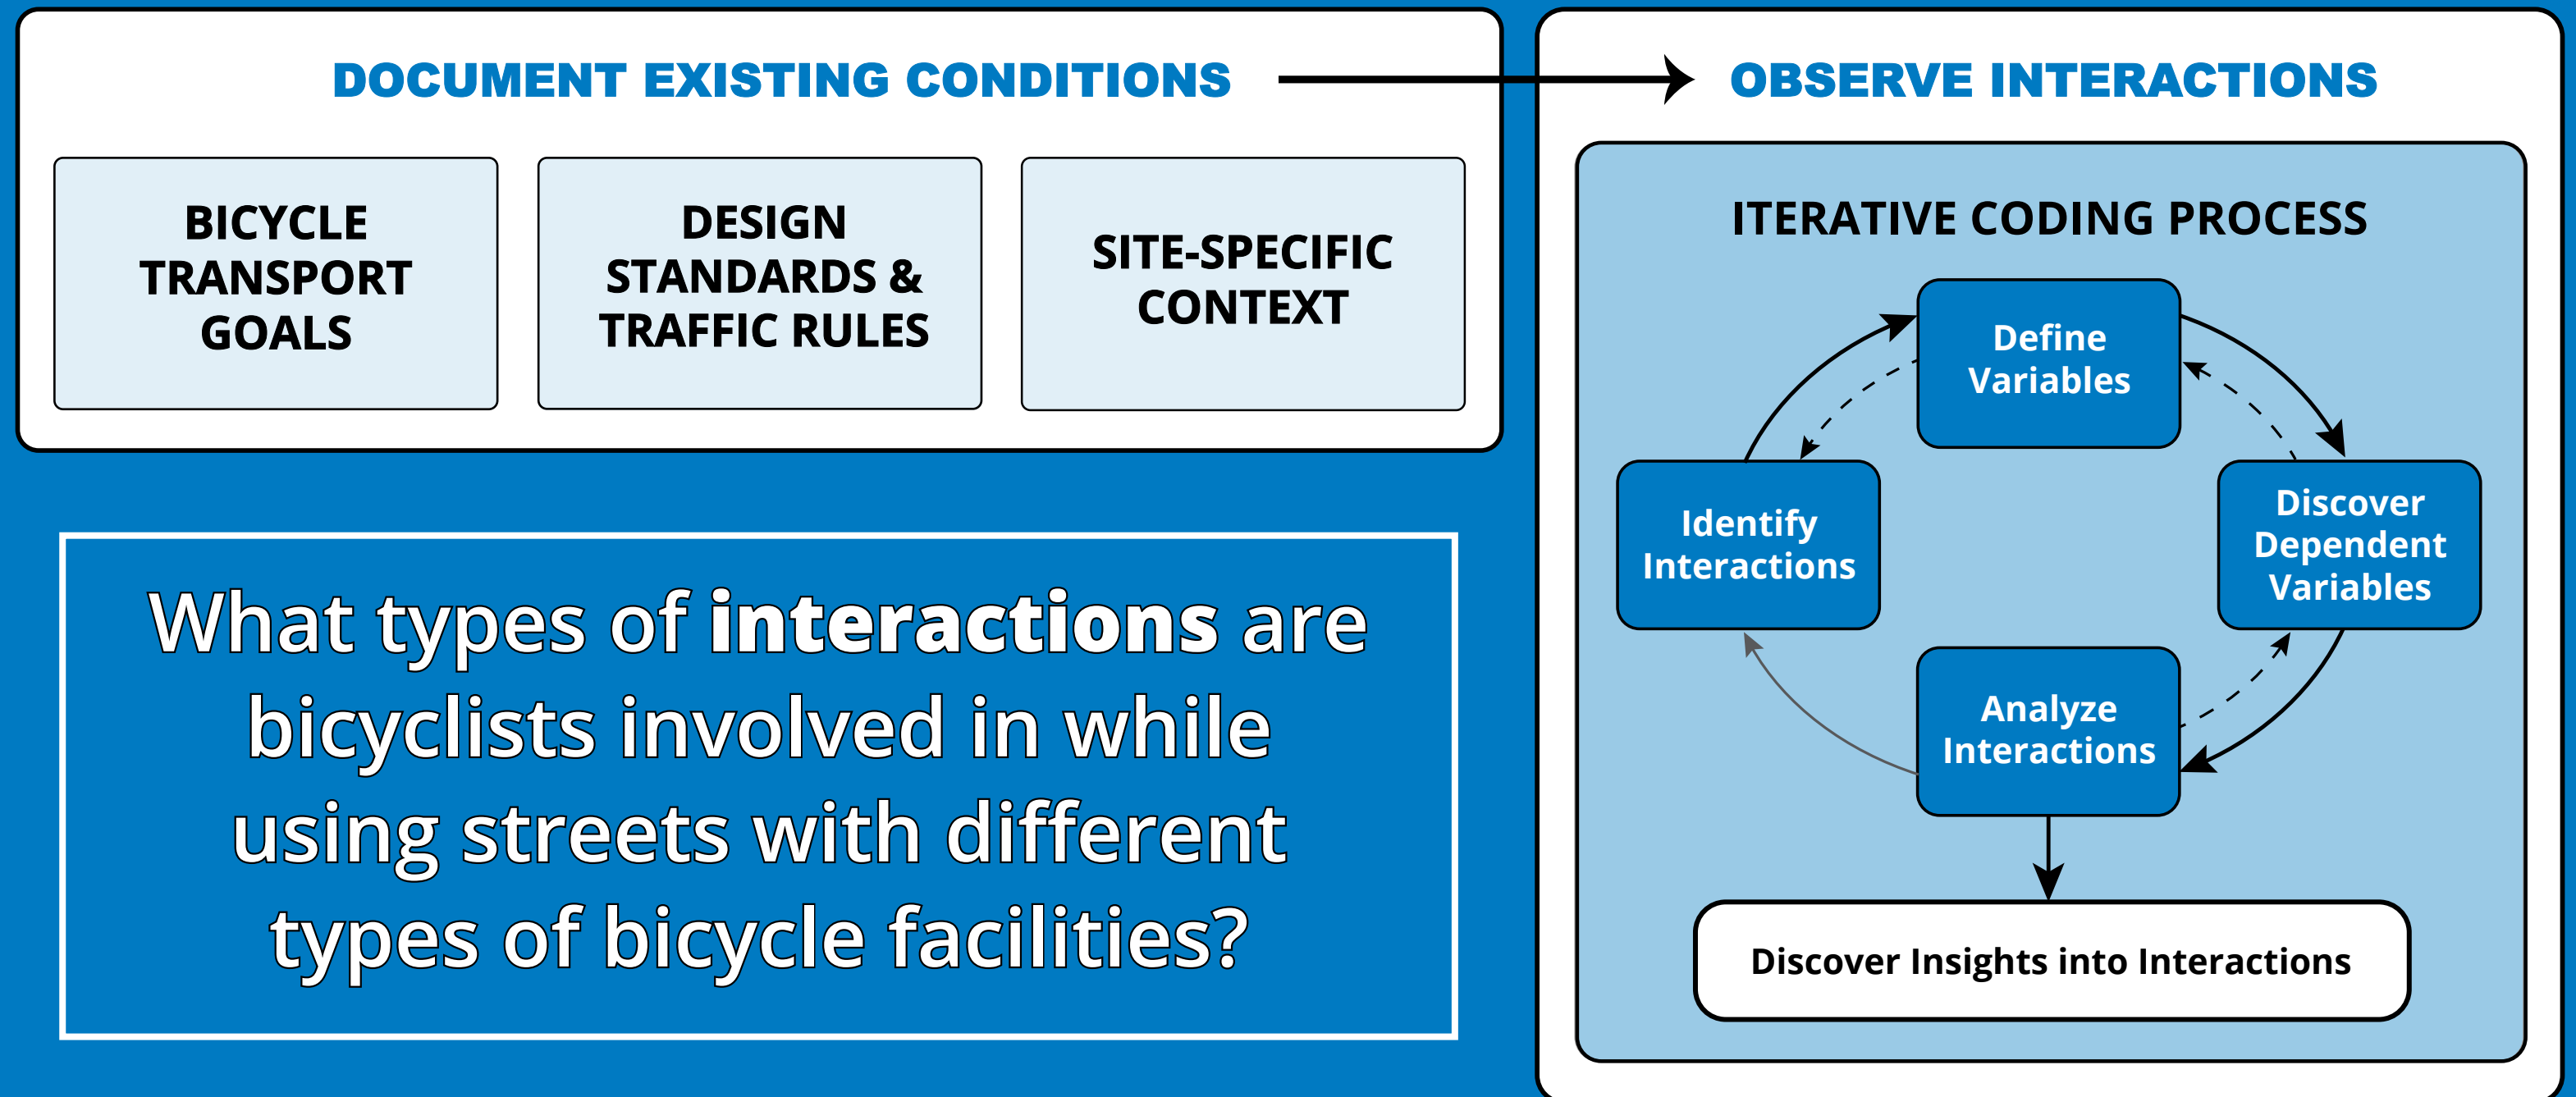 DOCUMENT EXISTING CONDITIONS
BICYCLE
TRANSPORT
GOALS
DESIGN
STANDARDS &
TRAFFIC RULES
SITE-SPECIFIC
CONTEXT
What types of interactions are
bicyclists involved in while
using streets with different
types of bicycle facilities?
OBSERVE INTERACTIONS
ITERATIVE CODING PROCESS
Define
Variables
Identify
Interactions
Discover
Dependent
Variables
Analyze
Interactions
Discover Insights into Interactions